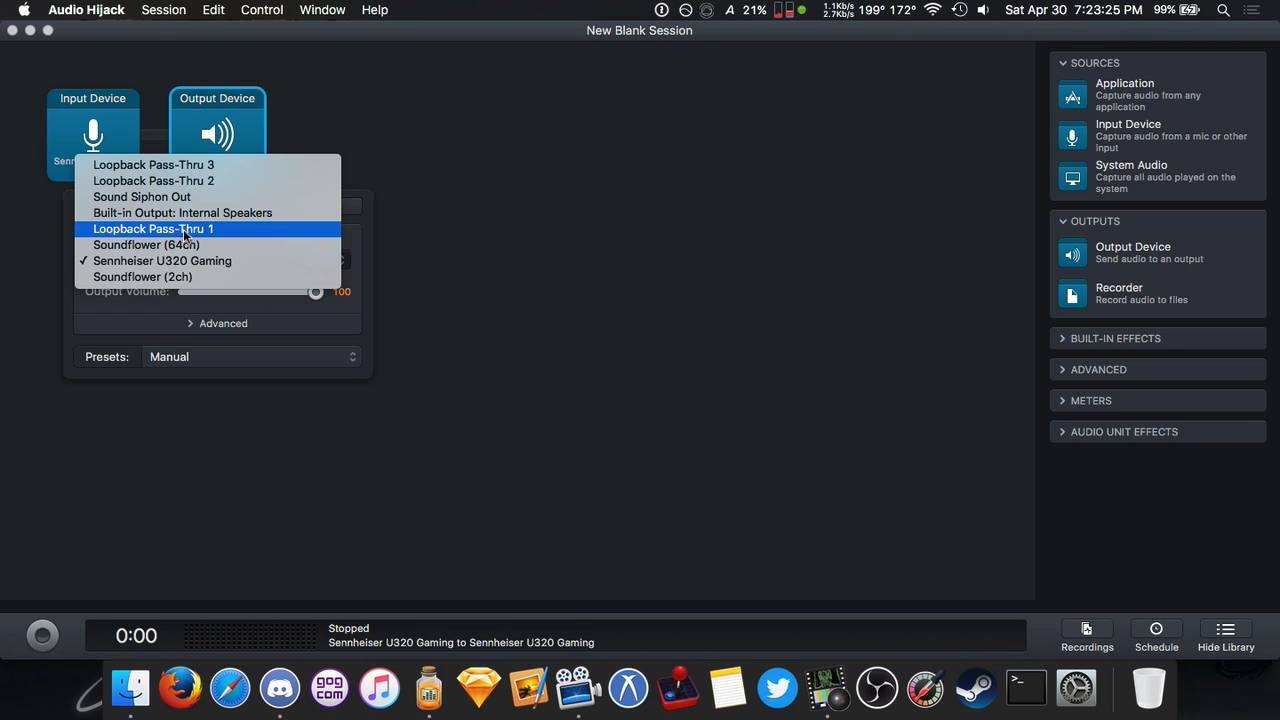 Audio Hijack Session Edit Control Window Help
A 21% 1.1Kb/s 2.7Kb/s 199° 172° Sat Apr 30 7:23:25 PM 99%
New Blank Session
Input Device
Output Device
Senn
Loopback Pass-Thru 3
Loopback Pass-Thru 2
Sound Siphon Out
Built-in Output: Internal Speakers
Loopback Pass-Thru 1
Soundflower (64ch)
✓ Sennheiser U320 Gaming
Soundflower (2ch)
Output Volume: 100
Advanced
Presets: Manual
SOURCES
Application
Capture audio from any
application
Input Device
Capture audio from a mic or other
input
System Audio
Capture all audio played on the
system
OUTPUTS
Output Device
Send audio to an output
Recorder
Record audio to files
BUILT-IN EFFECTS
ADVANCED
METERS
AUDIO UNIT EFFECTS
0:00
Stopped
Sennheiser U320 Gaming to Sennheiser U320 Gaming
Recordings
Schedule
Hide Library
GOG
COM
>_